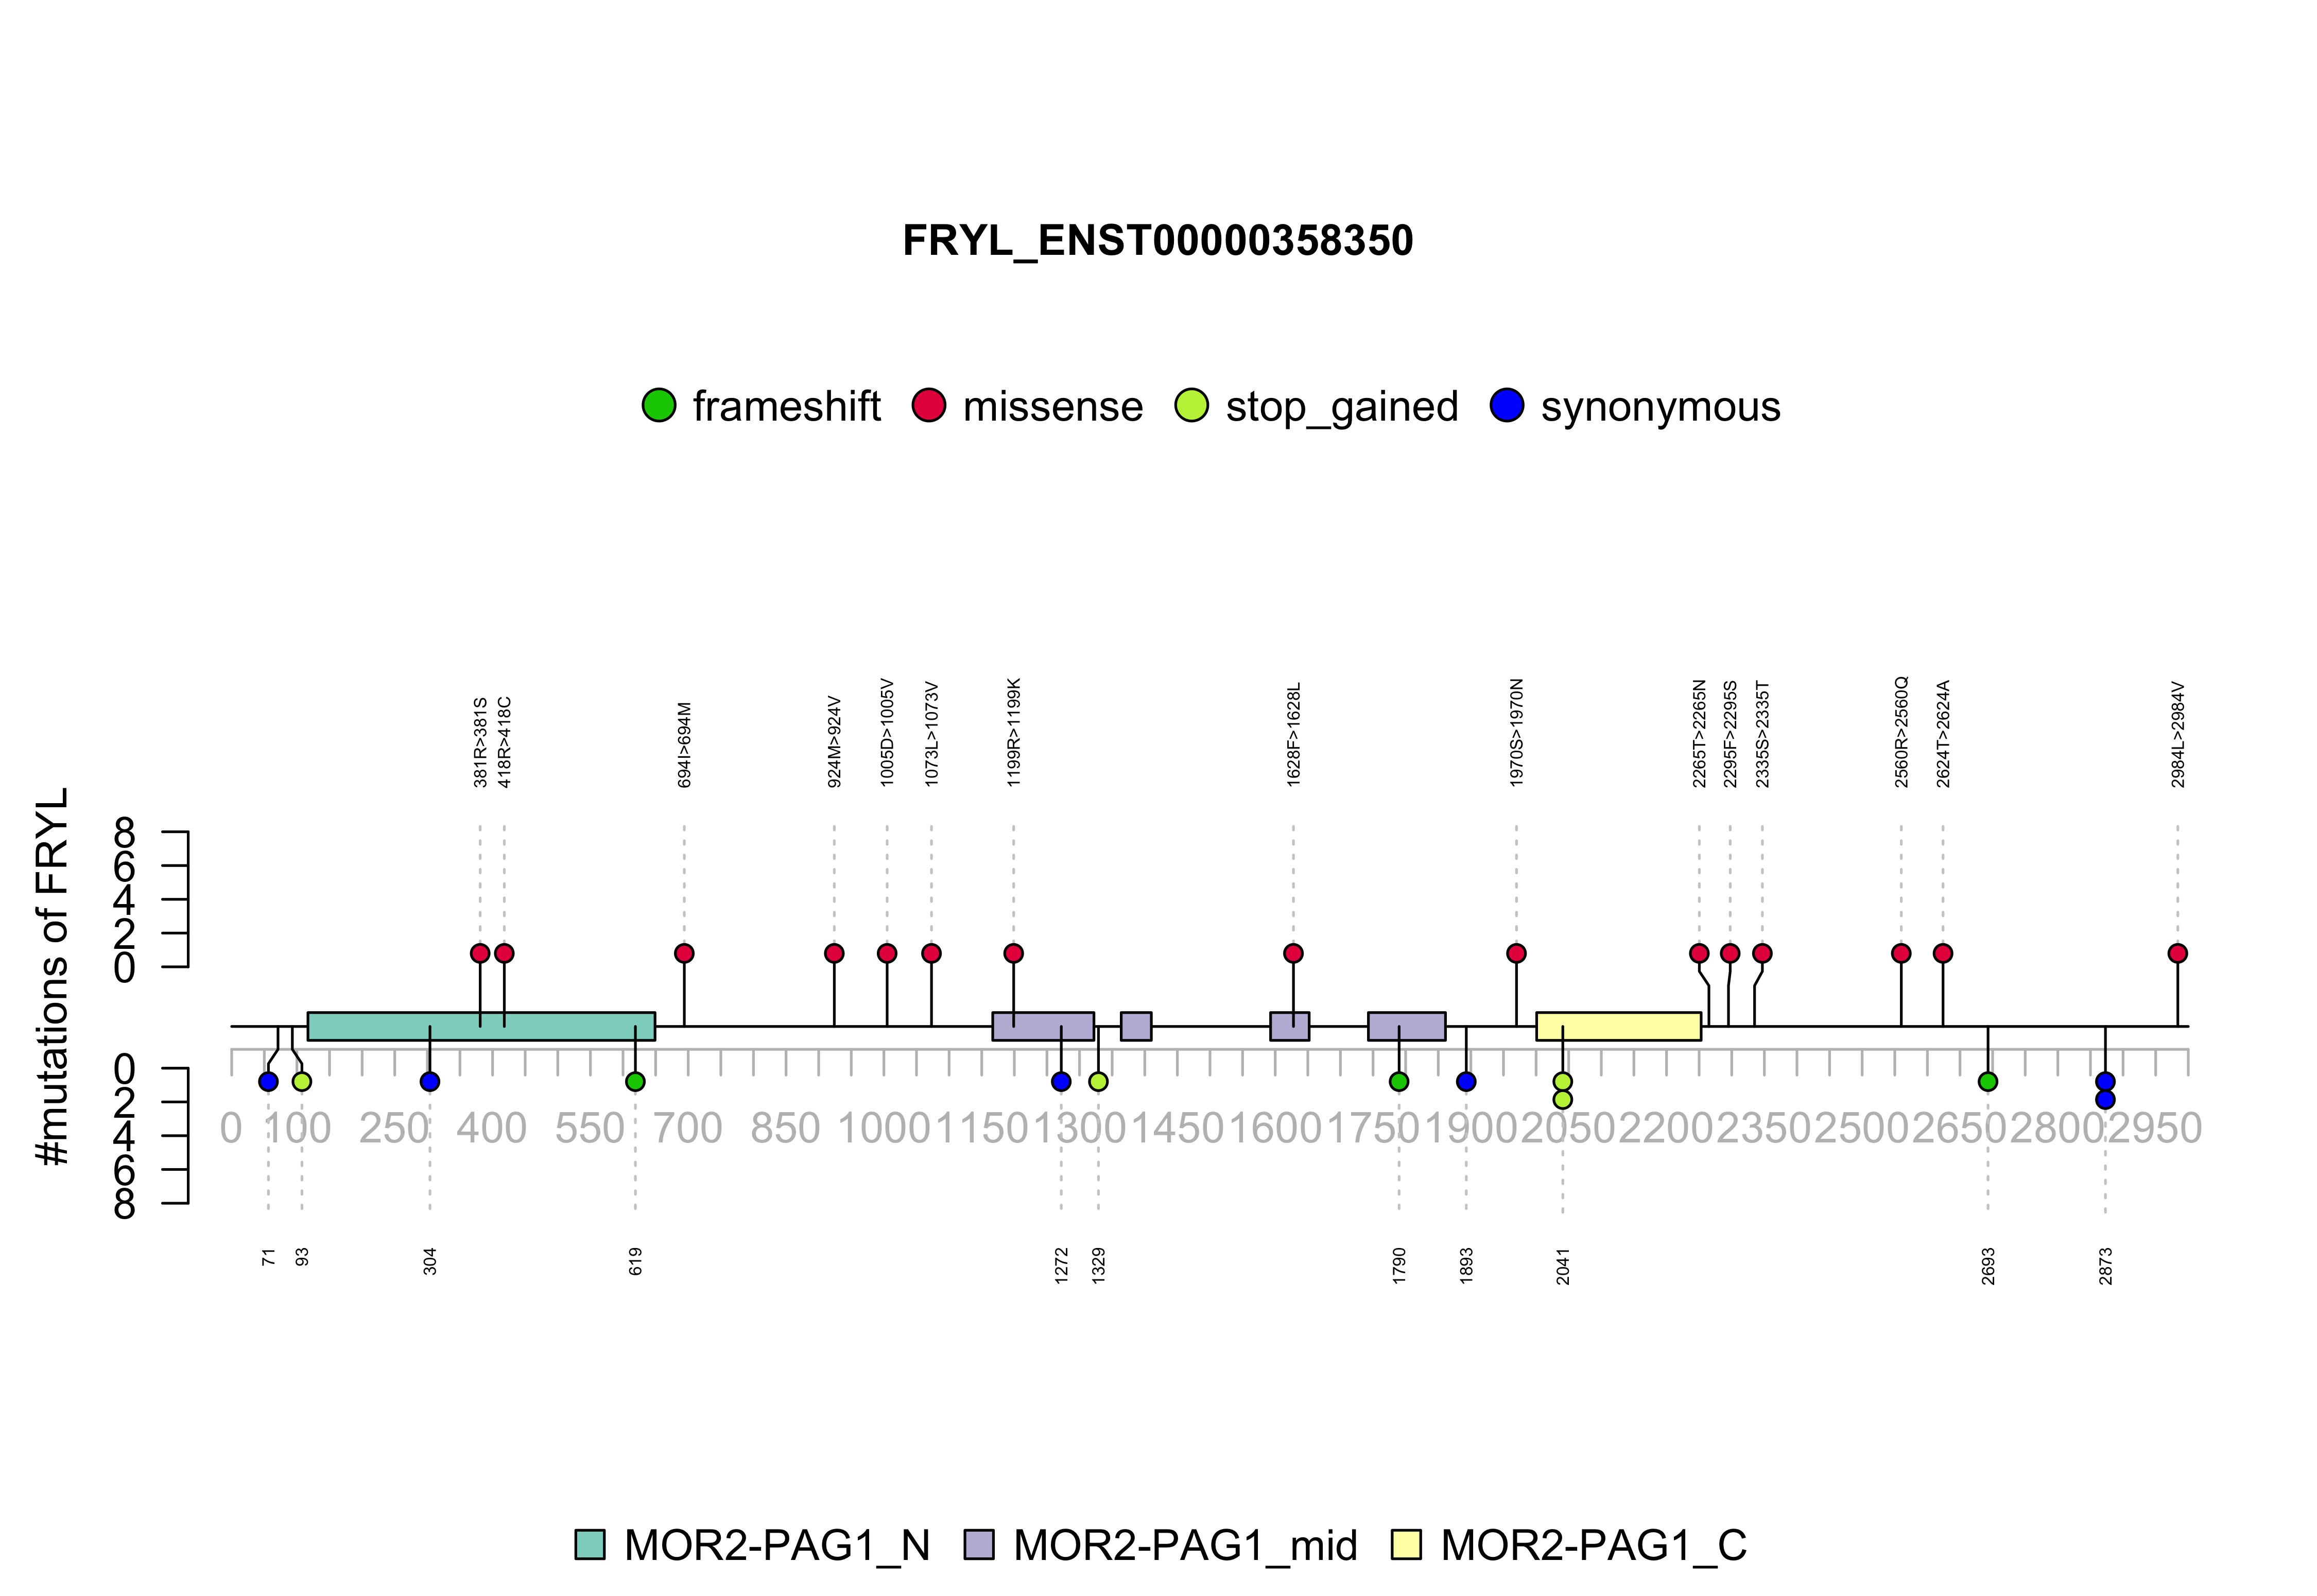 FRYL_ENST00000358350
frameshift missense stop_gained synonymous
381R>381S
418R>418C
694I>694M
924M>924V
1005D>1005V
1073L>1073V
1199R>1199K
1628F>1628L
1970S>1970N
2265T>2265N
2295F>2295S
2335S>2335T
2560R>2560Q
2624T>2624A
2984L>2984V
#mutations of FRYL
8
6
4
2
0
0
2
4
6
8
0 100 250 400 550 700 850 1000 1150 1300 1450 1600 1750 1900 2050 2200 2350 2500 2650 2800 2950
71
93
304
619
1272
1329
1790
1893
2041
2693
2873
MOR2-PAG1_N MOR2-PAG1_mid MOR2-PAG1_C